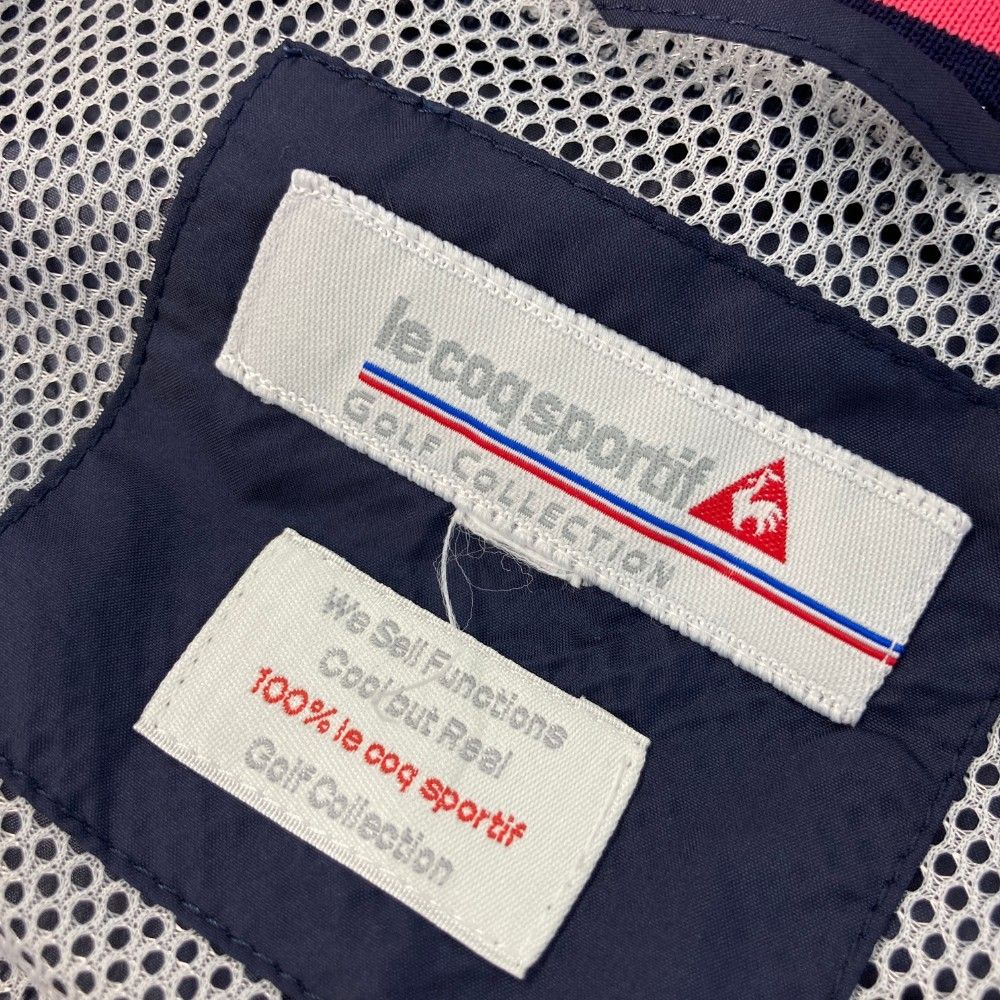 le coq sportif
GOLF COLLECTION
We Sell Functions
Cool but Real
100% le coq sportif
Golf Collection